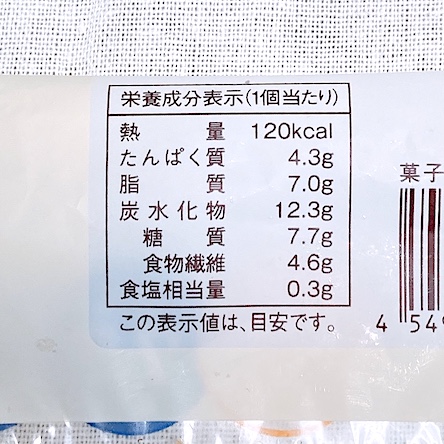 栄養成分表示(1個当たり)
熱量 120kcal
たんぱく質 4.3g
脂質 7.0g
炭水化物 12.3g
糖質 7.7g
食物繊維 4.6g
食塩相当量 0.3g
この表示値は、目安です。
菓子
4 549